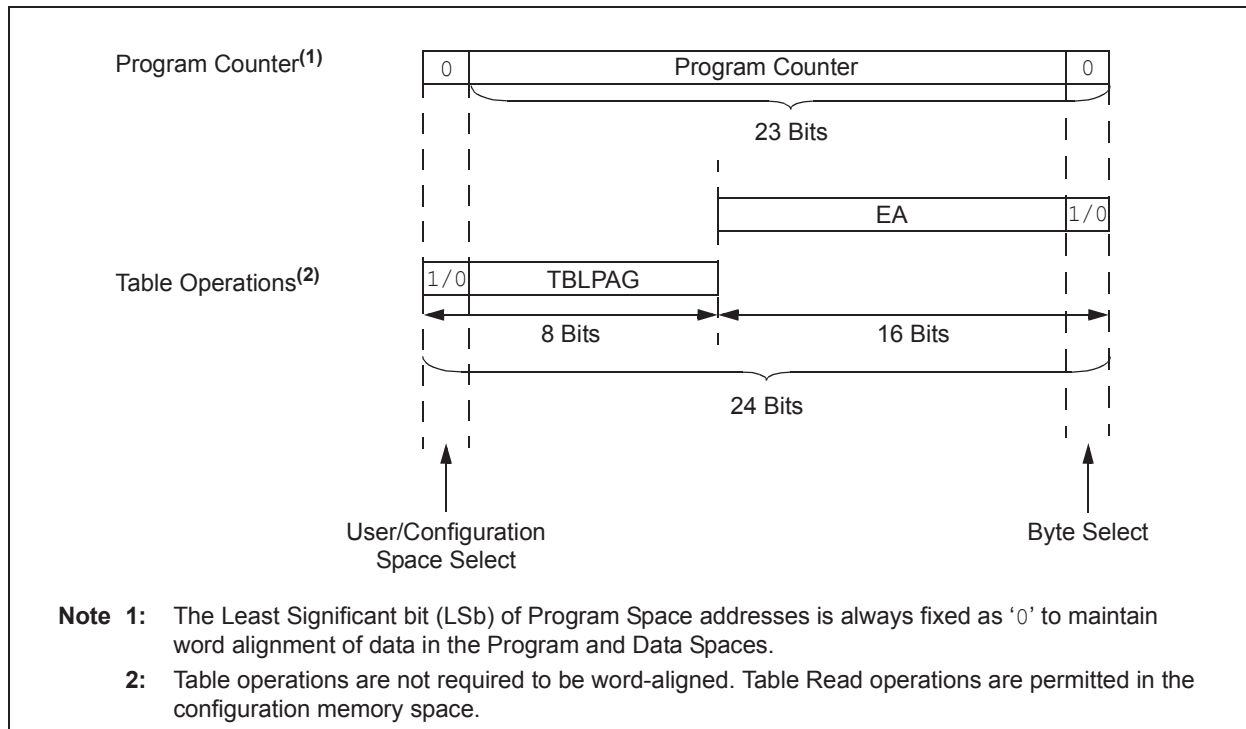 Program Counter(1)
0 Program Counter 0
23 Bits
EA 1/0
Table Operations(2)
1/0 TBLPAG
8 Bits 16 Bits
24 Bits
User/Configuration
Space Select
Byte Select
Note 1: The Least Significant bit (LSb) of Program Space addresses is always fixed as ‘0’ to maintain
word alignment of data in the Program and Data Spaces.
2: Table operations are not required to be word-aligned. Table Read operations are permitted in the
configuration memory space.